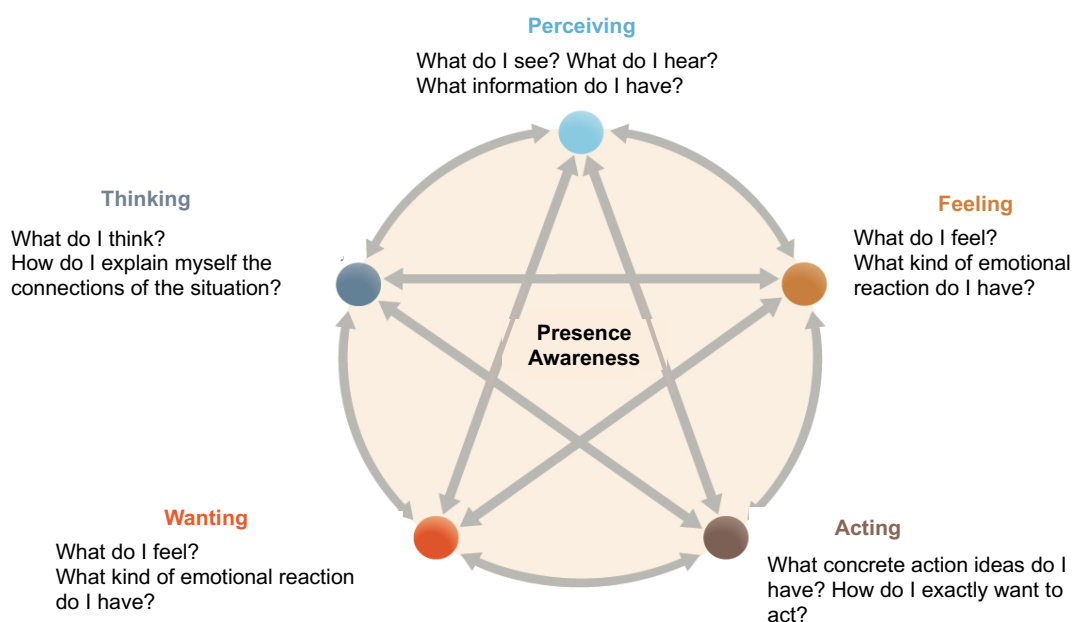 Perceiving
What do I see? What do I hear?
What information do I have?
Thinking
What do I think?
How do I explain myself the
connections of the situation?
Feeling
What do I feel?
What kind of emotional
reaction do I have?
Presence
Awareness
Wanting
What do I feel?
What kind of emotional reaction
do I have?
Acting
What concrete action ideas do I
have? How do I exactly want to
act?